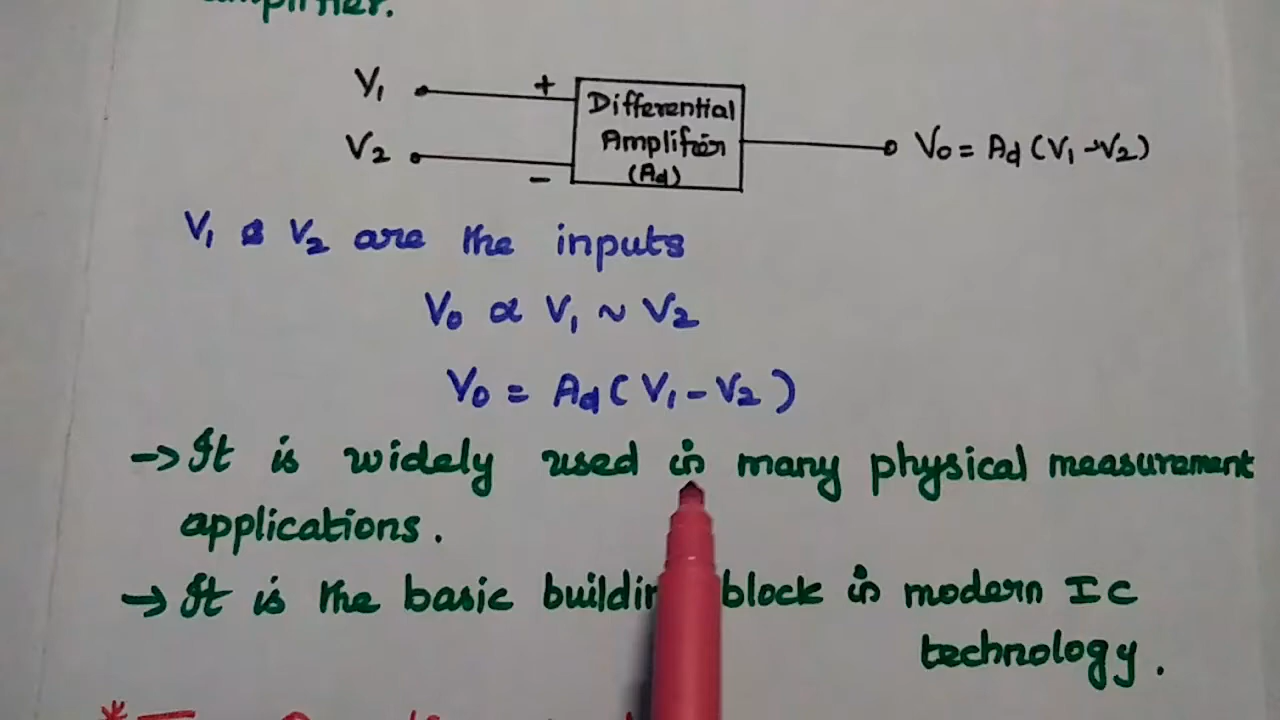 amplifier.
V₁ + Differential
Amplifier V₀ = Ad (V₁ - V₂)
V₂ - (Ad)
V₁ & V₂ are the inputs
V₀ ∝ V₁ ~ V₂
V₀ = Ad (V₁ - V₂)
→ It is widely used in many physical measurement
applications.
→ It is the basic building block in modern IC
technology.